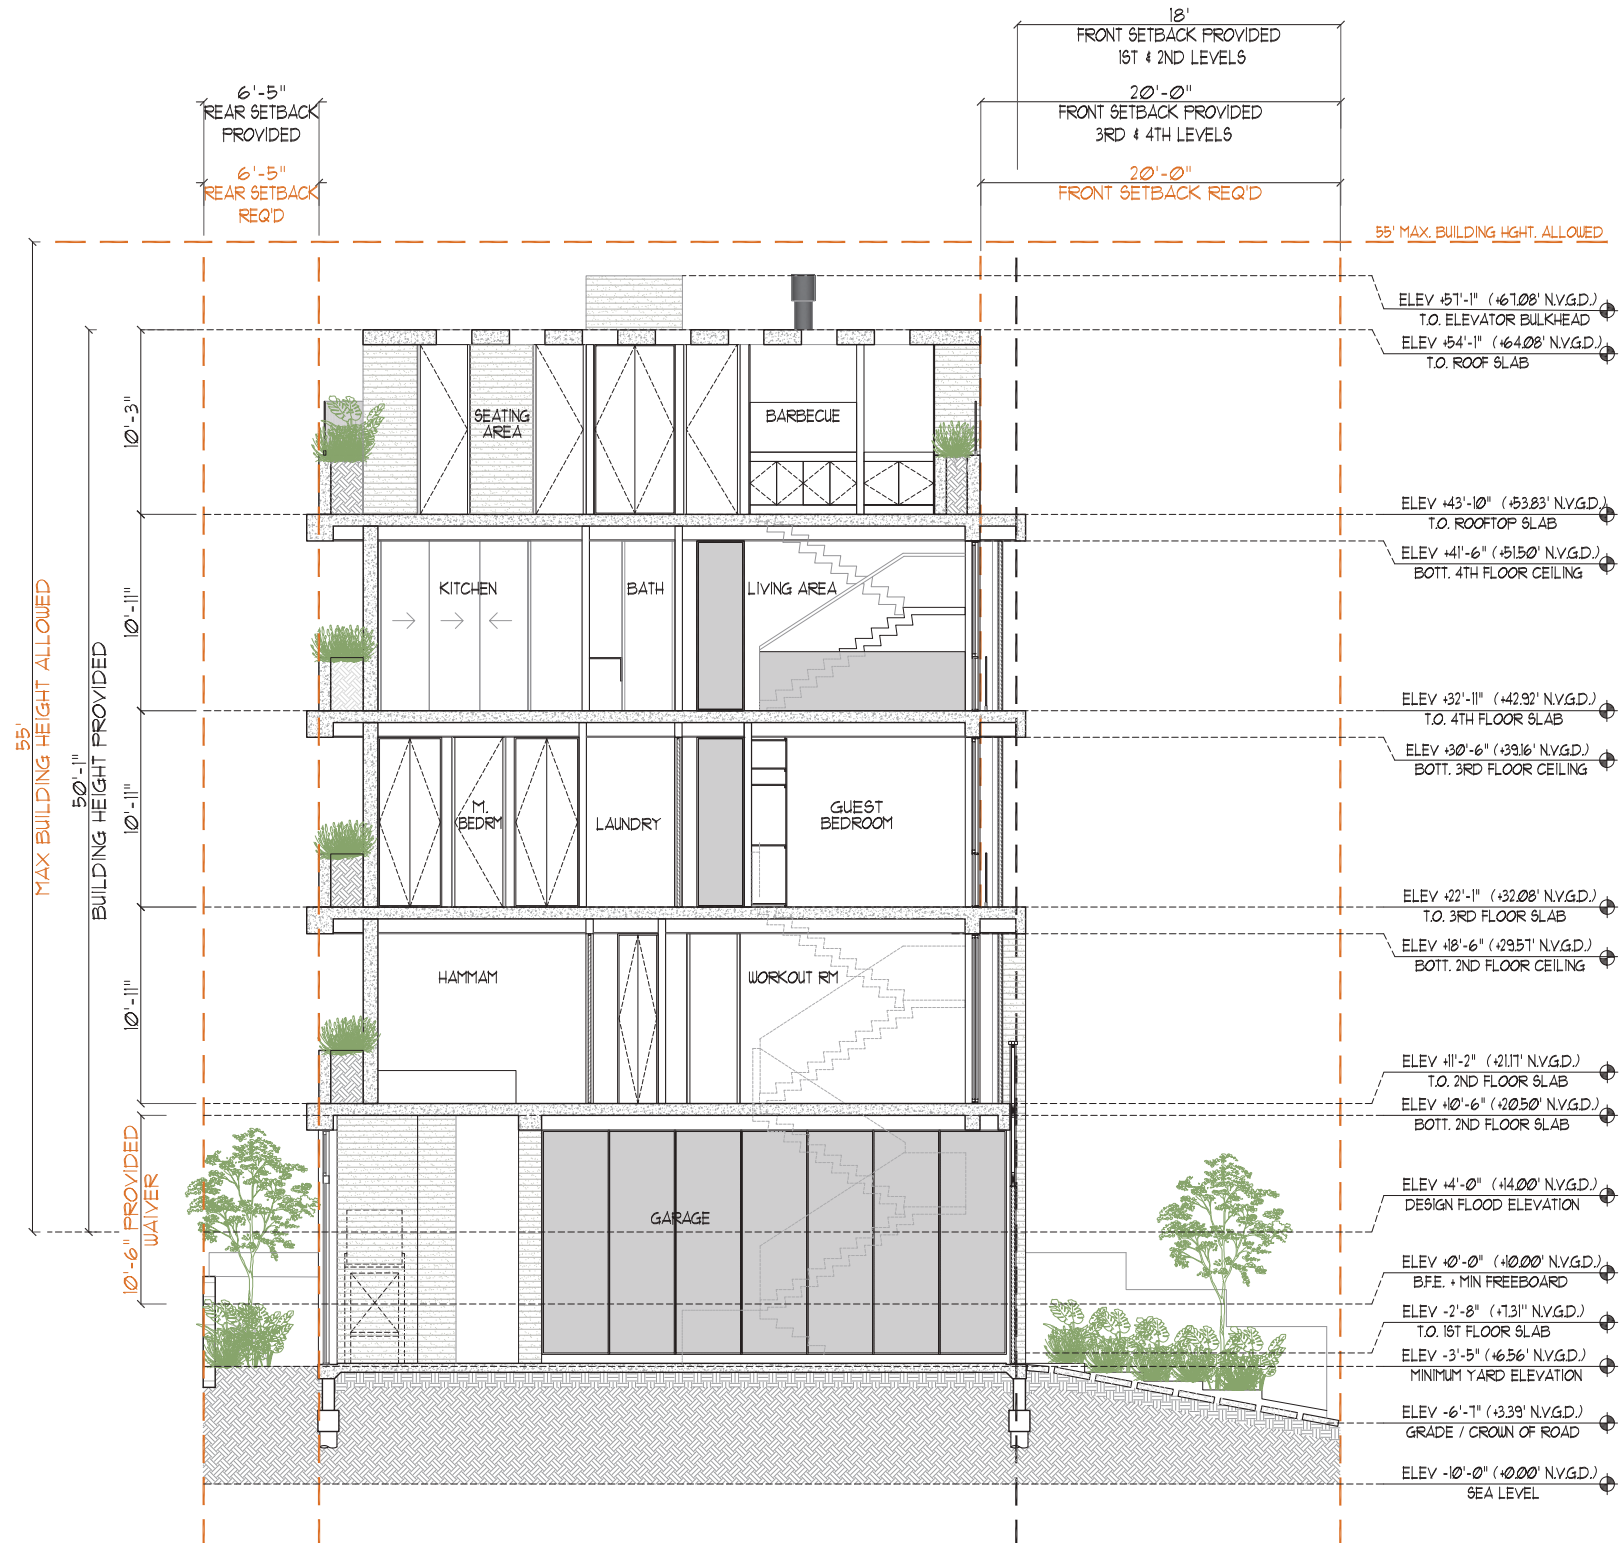 18'
FRONT SETBACK PROVIDED
1ST & 2ND LEVELS
6'-5"
REAR SETBACK
PROVIDED
20'-0"
FRONT SETBACK PROVIDED
3RD & 4TH LEVELS
6'-5"
REAR SETBACK
REQ'D
20'-0"
FRONT SETBACK REQ'D
55' MAX. BUILDING HGHT. ALLOWED
ELEV +57'-1" (+67.08' N.V.G.D.)
T.O. ELEVATOR BULKHEAD
ELEV +54'-1" (+64.08' N.V.G.D.)
T.O. ROOF SLAB
10'-3"
SEATING
AREA
BARBECUE
ELEV +43'-10" (+53.83' N.V.G.D.)
T.O. ROOFTOP SLAB
ELEV +41'-6" (+51.50' N.V.G.D.)
BOTT. 4TH FLOOR CEILING
10'-11"
KITCHEN
BATH
LIVING AREA
55'
MAX BUILDING HEIGHT ALLOWED
50'-1"
BUILDING HEIGHT PROVIDED
ELEV +32'-11" (+42.92' N.V.G.D.)
T.O. 4TH FLOOR SLAB
ELEV +30'-6" (+39.16' N.V.G.D.)
BOTT. 3RD FLOOR CEILING
10'-11"
M.
BEDRM
LAUNDRY
GUEST
BEDROOM
ELEV +22'-1" (+32.08' N.V.G.D.)
T.O. 3RD FLOOR SLAB
ELEV +18'-6" (+29.57' N.V.G.D.)
BOTT. 2ND FLOOR CEILING
10'-11"
HAMMAM
WORKOUT RM
ELEV +11'-2" (+21.17' N.V.G.D.)
T.O. 2ND FLOOR SLAB
ELEV +10'-6" (+20.50' N.V.G.D.)
BOTT. 2ND FLOOR SLAB
10'-6" PROVIDED
WAIVER
GARAGE
ELEV +4'-0" (+14.00' N.V.G.D.)
DESIGN FLOOD ELEVATION
ELEV +0'-0" (+10.00' N.V.G.D.)
B.F.E. + MIN FREEBOARD
ELEV -2'-8" (+7.31" N.V.G.D.)
T.O. 1ST FLOOR SLAB
ELEV -3'-5" (+6.56' N.V.G.D.)
MINIMUM YARD ELEVATION
ELEV -6'-7" (+3.39' N.V.G.D.)
GRADE / CROWN OF ROAD
ELEV -10'-0" (+0.00' N.V.G.D.)
SEA LEVEL